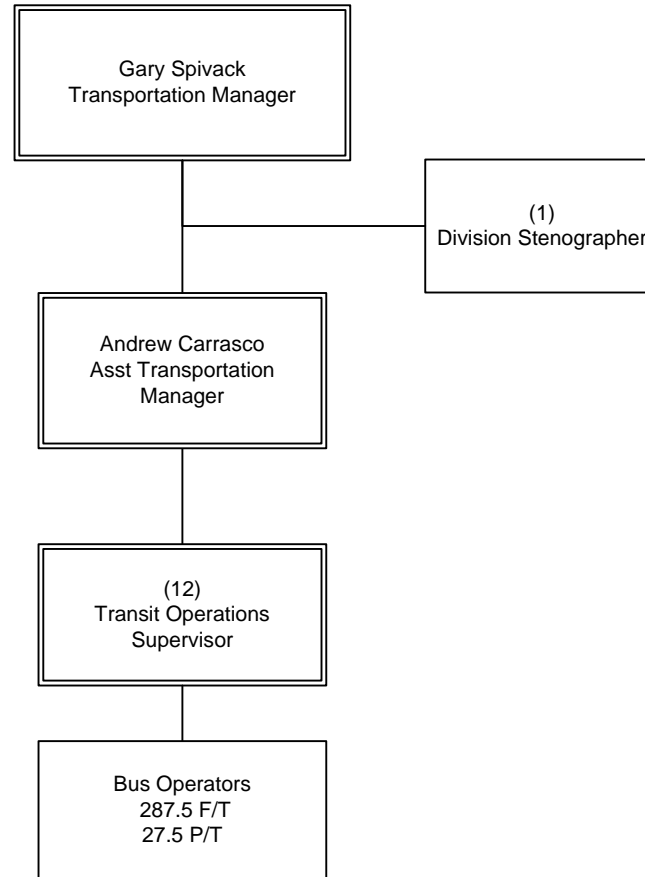 Gary Spivack
Transportation Manager
(1)
Division Stenographer
Andrew Carrasco
Asst Transportation
Manager
(12)
Transit Operations
Supervisor
Bus Operators
287.5 F/T
27.5 P/T